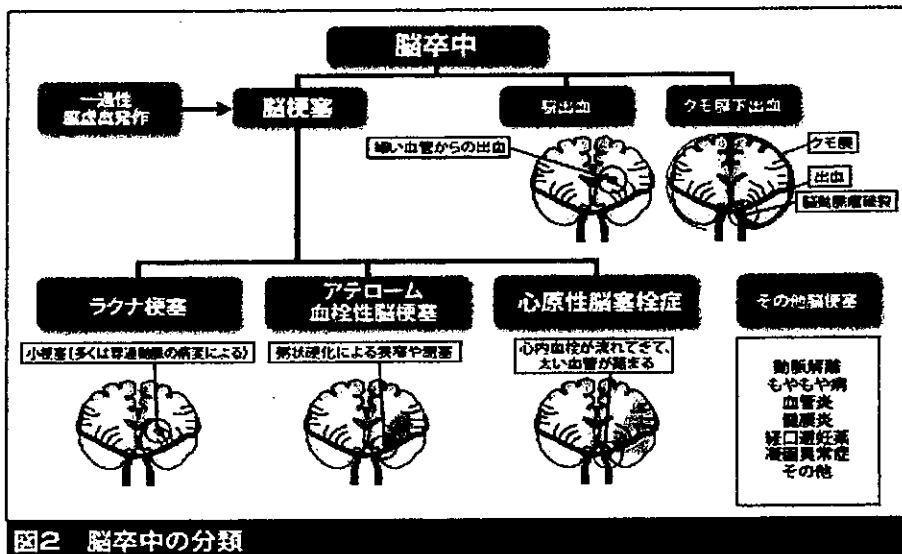 脳卒中
一過性
脳虚血発作
脳梗塞
脳出血
クモ膜下出血
細い血管からの出血
クモ膜
出血
脳動脈瘤破裂
ラクナ梗塞
アテローム
血栓性脳梗塞
心原性脳塞栓症
その他脳梗塞
小梗塞(多くは穿通動脈の病変による)
粥状硬化による狭窄や閉塞
心内血栓が流れてきて、
太い血管が詰まる
動脈解離
もやもや病
血管炎
髄膜炎
経口避妊薬
凝固異常症
その他
図2 脳卒中の分類